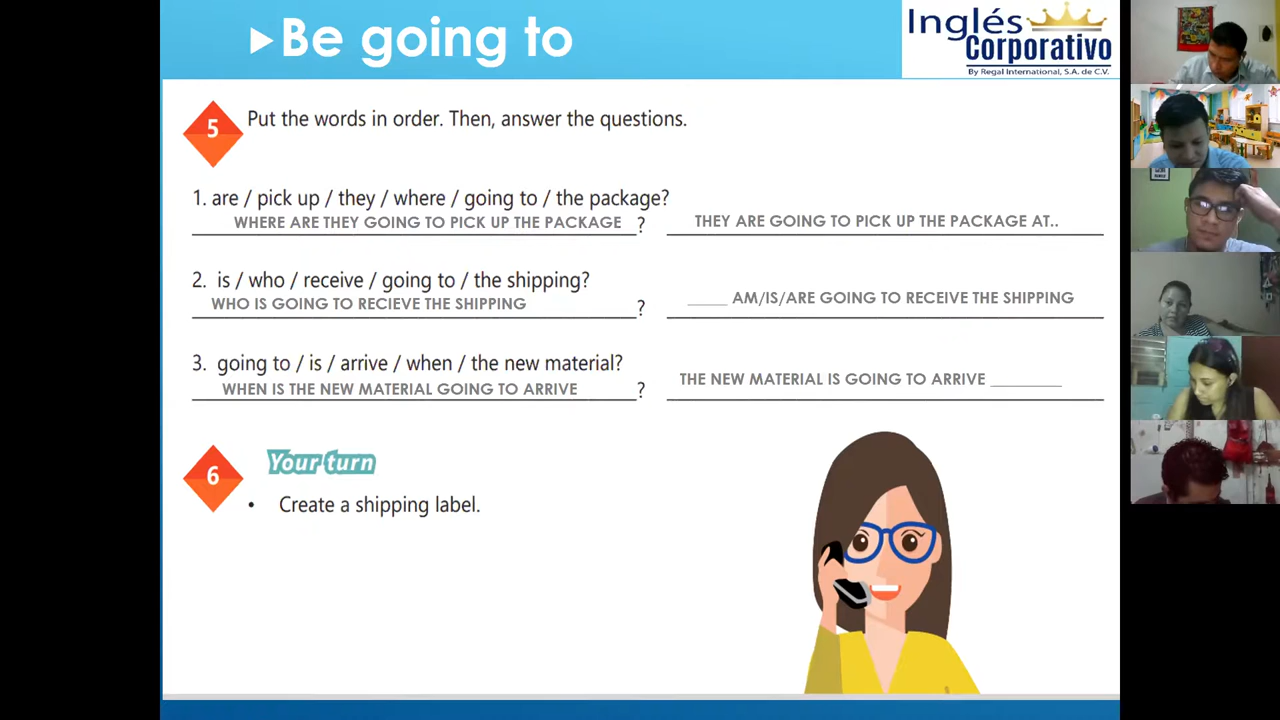 ▶Be going to
Inglés
Corporativo
By Regal International, S.A. de C.V.
5
Put the words in order. Then, answer the questions.
1. are / pick up / they / where / going to / the package?
WHERE ARE THEY GOING TO PICK UP THE PACKAGE ?
THEY ARE GOING TO PICK UP THE PACKAGE AT..
2. is / who / receive / going to / the shipping?
WHO IS GOING TO RECIEVE THE SHIPPING ?
_____ AM/IS/ARE GOING TO RECEIVE THE SHIPPING
3. going to / is / arrive / when / the new material?
WHEN IS THE NEW MATERIAL GOING TO ARRIVE ?
THE NEW MATERIAL IS GOING TO ARRIVE ________
6
Your turn
• Create a shipping label.